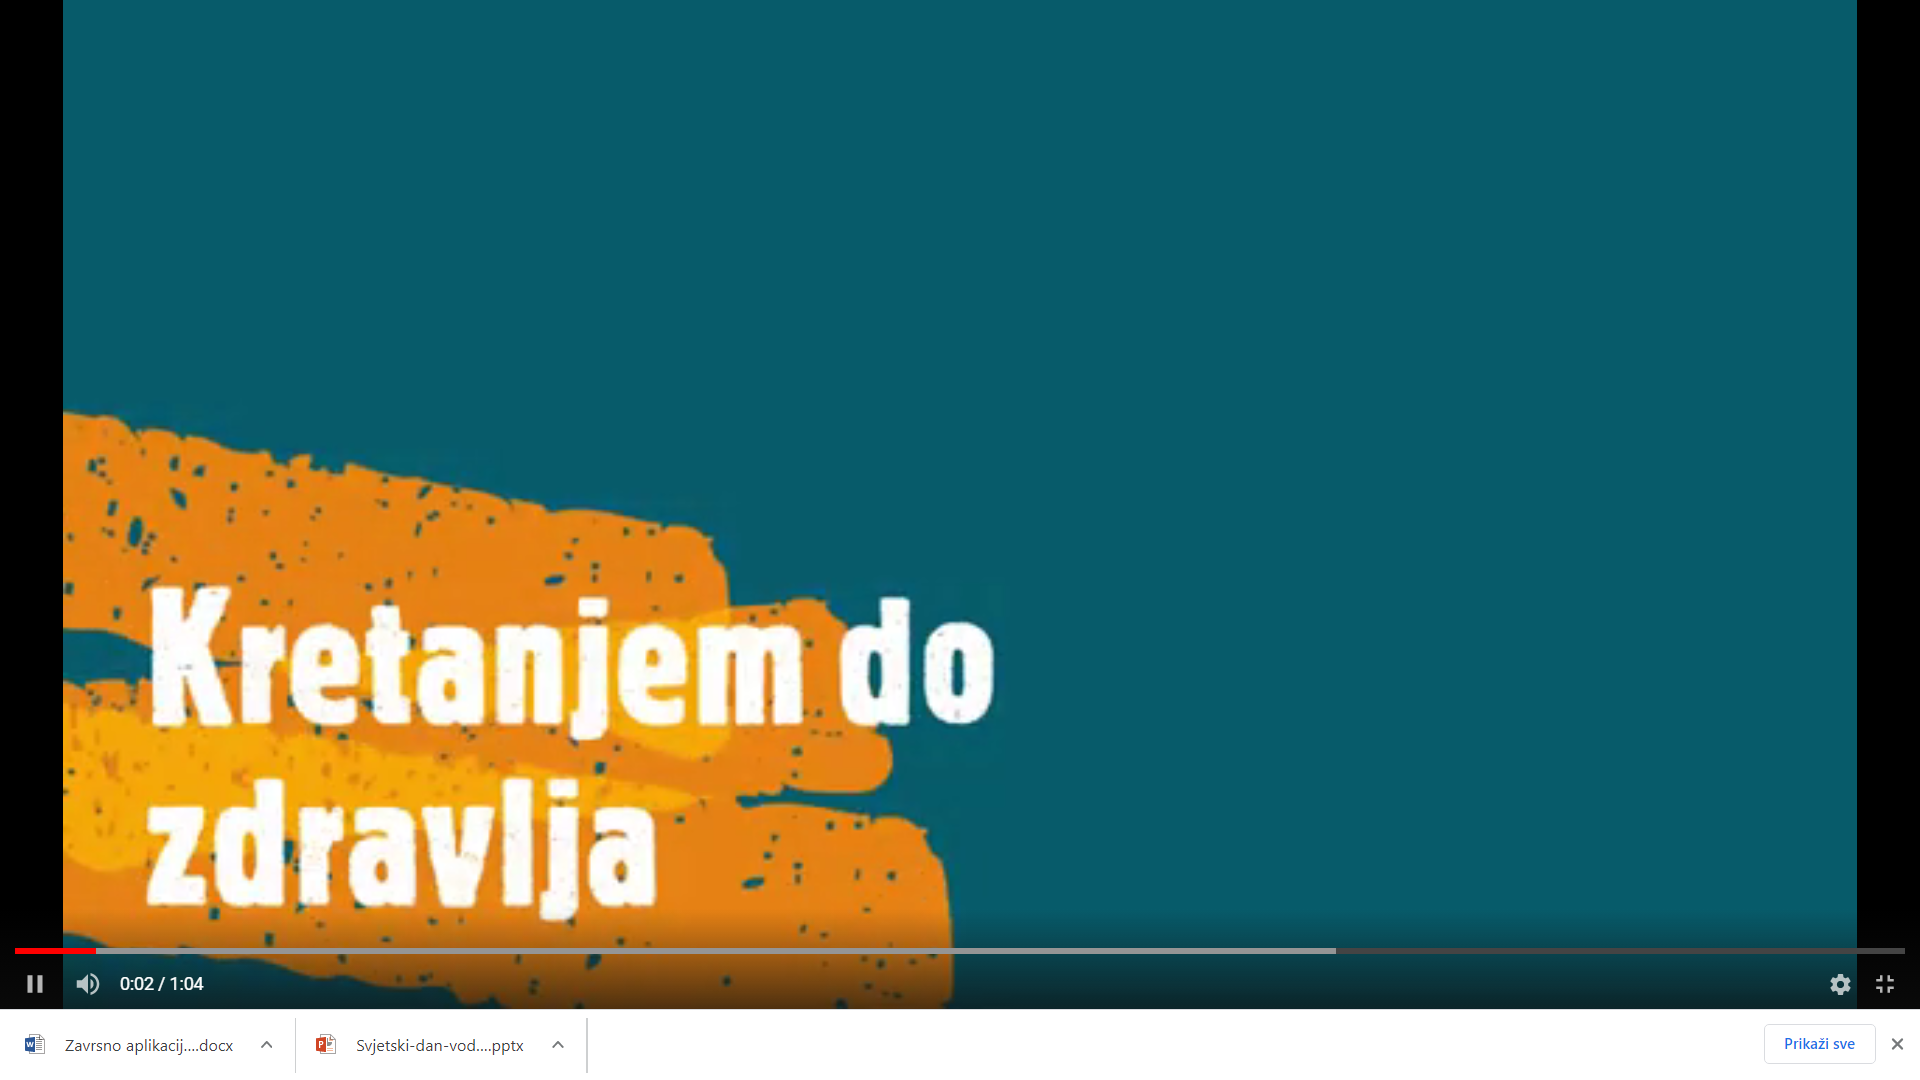 Kretanjem do
zdravlja
0:02 / 1:04
Zavrsno aplikacij....docx
Svjetski-dan-vod....pptx
Prikaži sve